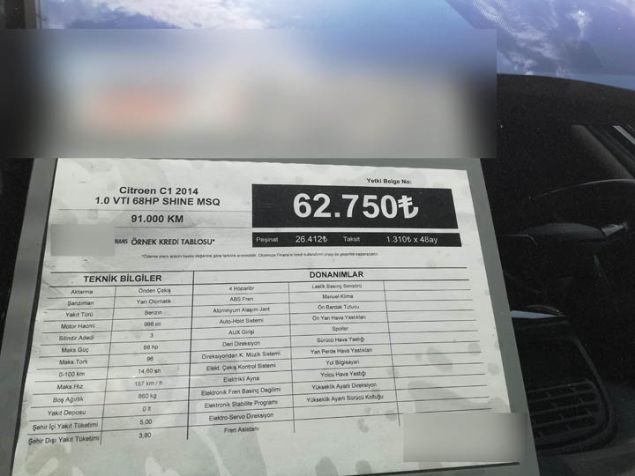 Citroen C1 2014
1.0 VTI 68HP SHINE MSQ
91.000 KM
Yetki Belge No:
62.750₺
Peşinat 26.412₺ Taksit 1.310₺ x 48ay
ÖRNEK KREDİ TABLOSU*
TEKNİK BİLGİLER
Aktarma Önden Çekiş
Şanzıman Yarı Otomatik
Yakıt Türü Benzin
Motor Hacmi 998 cc
Silindir Adedi 3
Maks.Güç 68 hp
Maks.Tork 96
0-100 km
Maks Hız 157 km / h
Boş Ağırlık 860 kg
Yakıt Deposu 0 lt
Şehir İçi Yakıt Tüketimi 5,00
Şehir Dışı Yakıt Tüketimi 3,80
DONANIMLAR
4 Hoparlör
ABS Fren
Alüminyum Alaşım Jant
Auto-Hold Sistemi
AUX Girişi
Deri Direksiyon
Direksiyondan K. Müzik Sistemi
Elekt. Çekiş Kontrol Sistemi
Elektrikli Ayna
Elektronik Fren Basınç Dağılımı
Elektronik Stabilite Programı
Elektro-Servo Direksiyon
Fren Asistanı
Lastik Basınç Sensörü
Manuel Klima
Ön Bardak Tutucu
Ön Yan Hava Yastıkları
Spoiler
Sürücü Hava Yastığı
Yan Perde Hava Yastıkları
Yol Bilgisayarı
Yolcu Hava Yastığı
Yükseklik Ayarlı Direksiyon
Yükseklik Ayarlı Sürücü Koltuğu